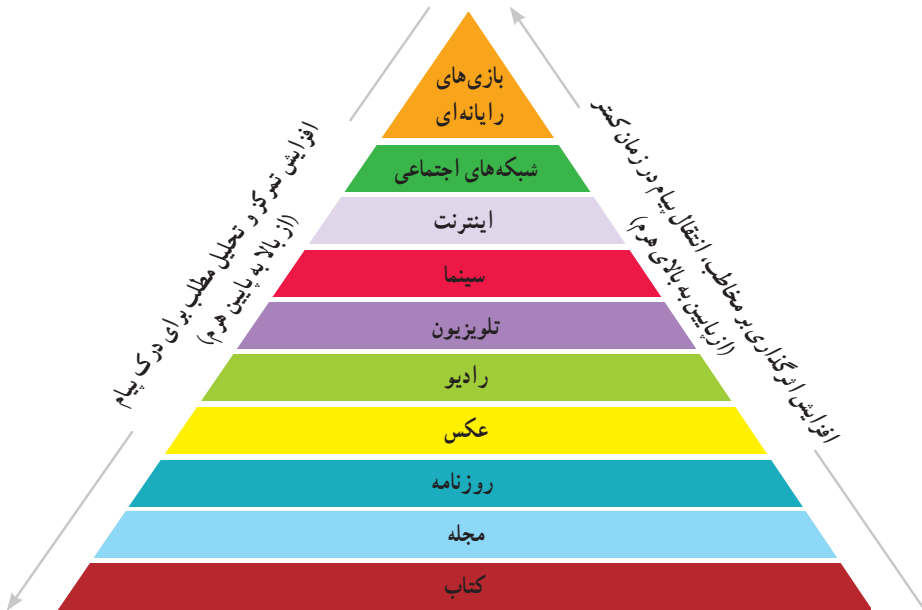 بازی‌های
رایانه‌ای
شبکه‌های اجتماعی
اینترنت
سینما
تلویزیون
رادیو
عکس
روزنامه
مجله
کتاب
افزایش اثرگذاری بر مخاطب، انتقال پیام در زمان کمتر
(از پایین به بالای هرم)
افزایش تمرکز و تحلیل مطلب برای درک پیام
(از بالا به پایین هرم)